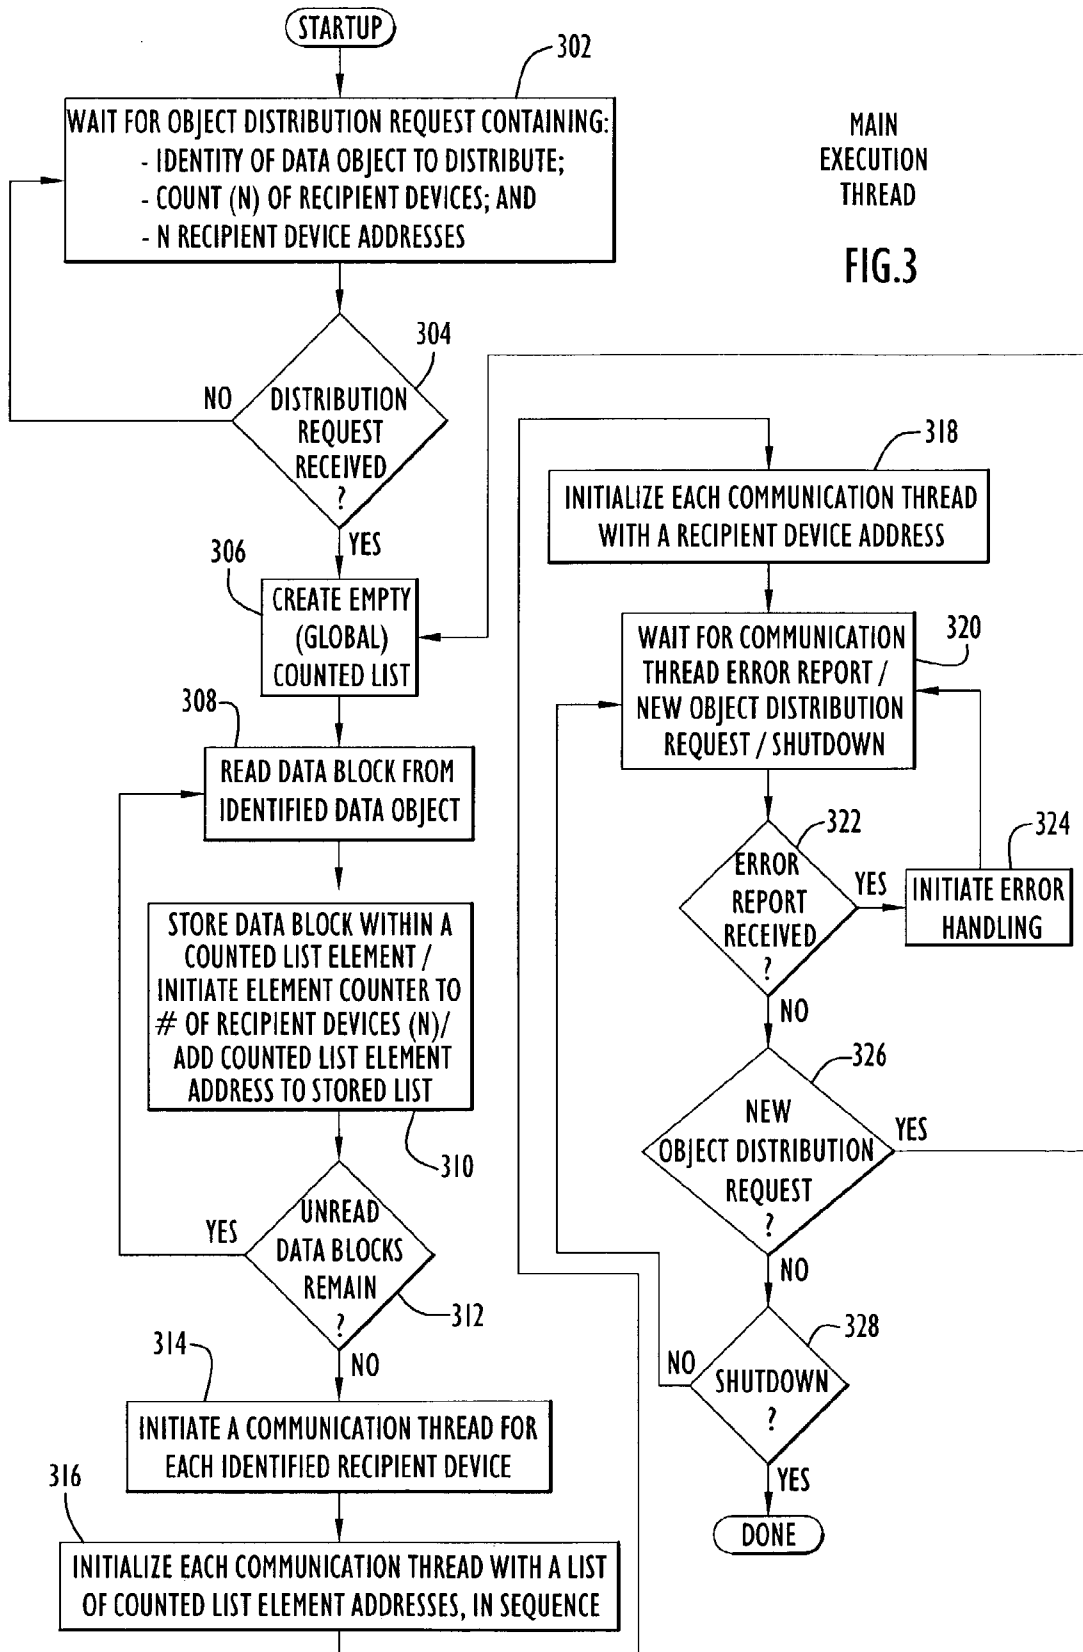 STARTUP
302
WAIT FOR OBJECT DISTRIBUTION REQUEST CONTAINING:
- IDENTITY OF DATA OBJECT TO DISTRIBUTE;
- COUNT (N) OF RECIPIENT DEVICES; AND
- N RECIPIENT DEVICE ADDRESSES
MAIN
EXECUTION
THREAD
FIG.3
304
NO
DISTRIBUTION
REQUEST
RECEIVED
?
YES
306
CREATE EMPTY
(GLOBAL)
COUNTED LIST
308
READ DATA BLOCK FROM
IDENTIFIED DATA OBJECT
STORE DATA BLOCK WITHIN A
COUNTED LIST ELEMENT /
INITIATE ELEMENT COUNTER TO
# OF RECIPIENT DEVICES (N)/
ADD COUNTED LIST ELEMENT
ADDRESS TO STORED LIST
310
YES
UNREAD
DATA BLOCKS
REMAIN
?
312
NO
314
INITIATE A COMMUNICATION THREAD FOR
EACH IDENTIFIED RECIPIENT DEVICE
316
INITIALIZE EACH COMMUNICATION THREAD WITH A LIST
OF COUNTED LIST ELEMENT ADDRESSES, IN SEQUENCE
318
INITIALIZE EACH COMMUNICATION THREAD
WITH A RECIPIENT DEVICE ADDRESS
320
WAIT FOR COMMUNICATION
THREAD ERROR REPORT /
NEW OBJECT DISTRIBUTION
REQUEST / SHUTDOWN
322
ERROR
REPORT
RECEIVED
?
YES
324
INITIATE ERROR
HANDLING
NO
326
NEW
OBJECT DISTRIBUTION
REQUEST
?
YES
NO
328
NO
SHUTDOWN
?
YES
DONE